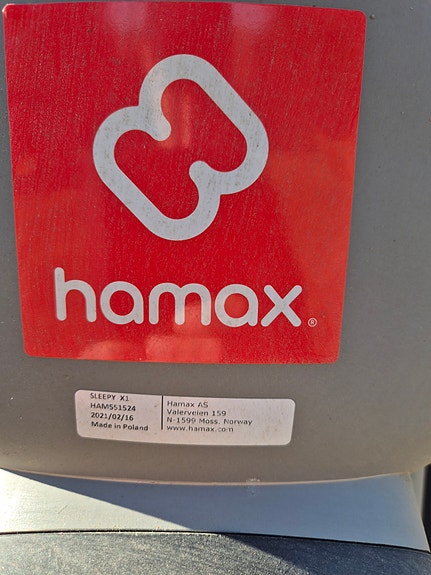 hamax®
SLEEPY X1
HAM551524
2021/02/16
Made in Poland
Hamax AS
Valerveien 159
N-1599 Moss. Norway
www.hamax.com